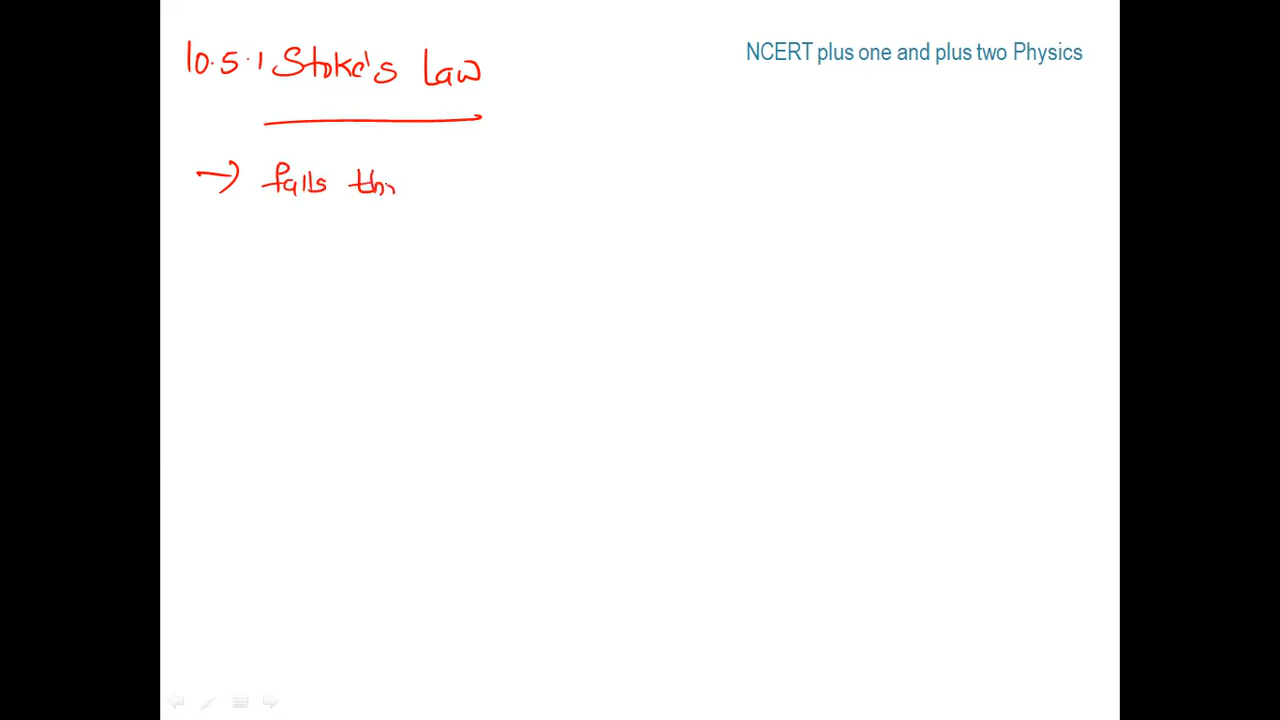 NCERT plus one and plus two Physics
10.5.1 Stoke's Law
→ falls